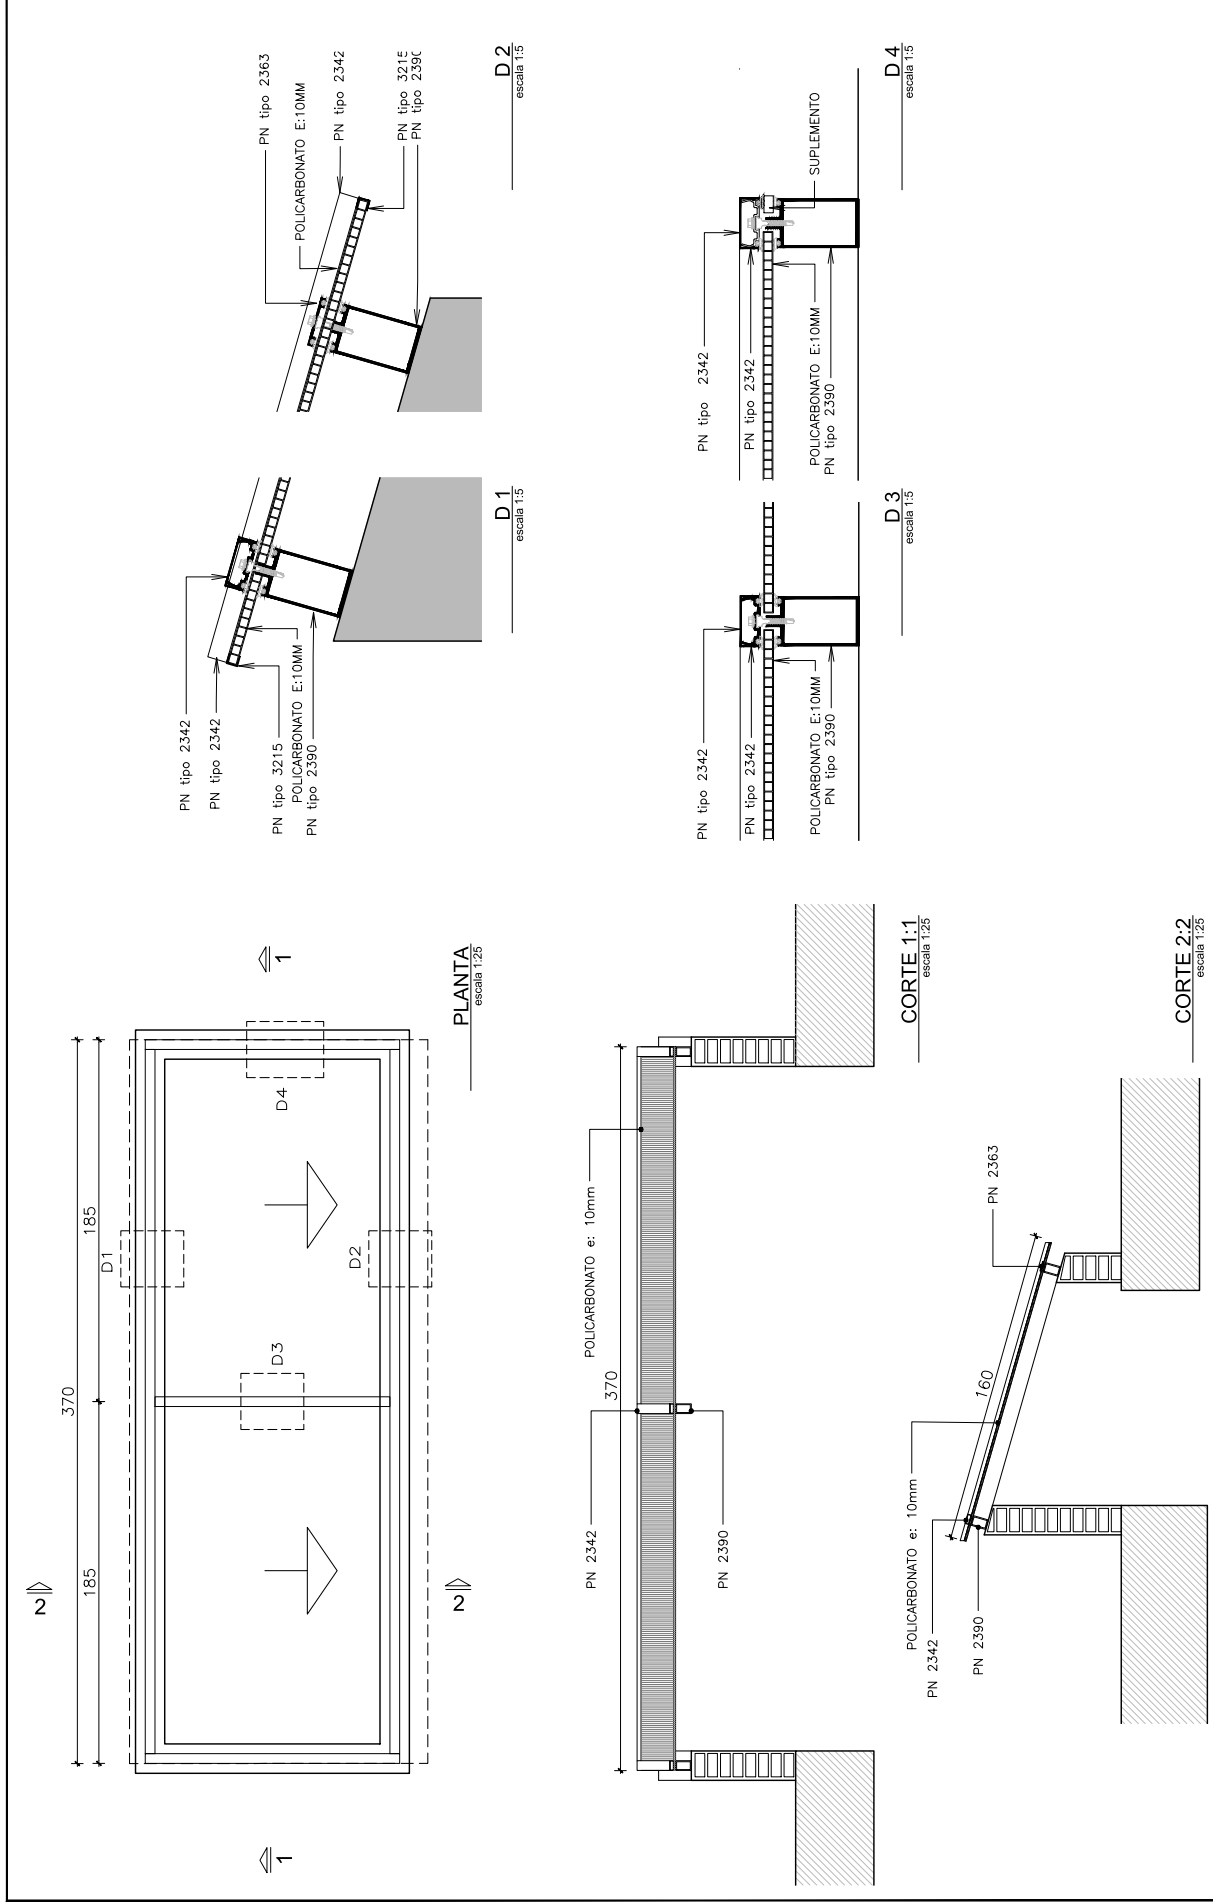 2
2
1
1
370
185
185
D1
D2
D3
D4
PLANTA
escala 1:25
POLICARBONATO e: 10mm
370
PN 2342
PN 2390
CORTE 1:1
escala 1:25
POLICARBONATO e: 10mm
PN 2342
PN 2390
160
PN 2363
CORTE 2:2
escala 1:25
PN tipo 2342
PN tipo 2342
PN tipo 3215
POLICARBONATO E:10MM
PN tipo 2390
D 1
escala 1:5
PN tipo 2363
POLICARBONATO E:10MM
PN tipo 2342
PN tipo 3215
PN tipo 2390
D 2
escala 1:5
PN tipo 2342
PN tipo 2342
POLICARBONATO E:10MM
PN tipo 2390
D 3
escala 1:5
PN tipo 2342
PN tipo 2342
POLICARBONATO E:10MM
PN tipo 2390
SUPLEMENTO
D 4
escala 1:5